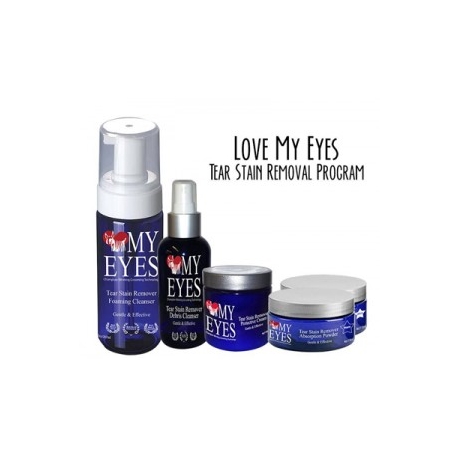 Love My Eyes
Tear Stain Removal Program
MY
EYES
Tear Stain Remover
Foaming Cleanser
Gentle & Effective
MY
EYES
Tear Stain Remover
Debris Cleanser
Gentle & Effective
MY
EYES
Tear Stain Remover
MY
EYES
Tear Stain Remover
Absorption Powder
Gentle & Effective